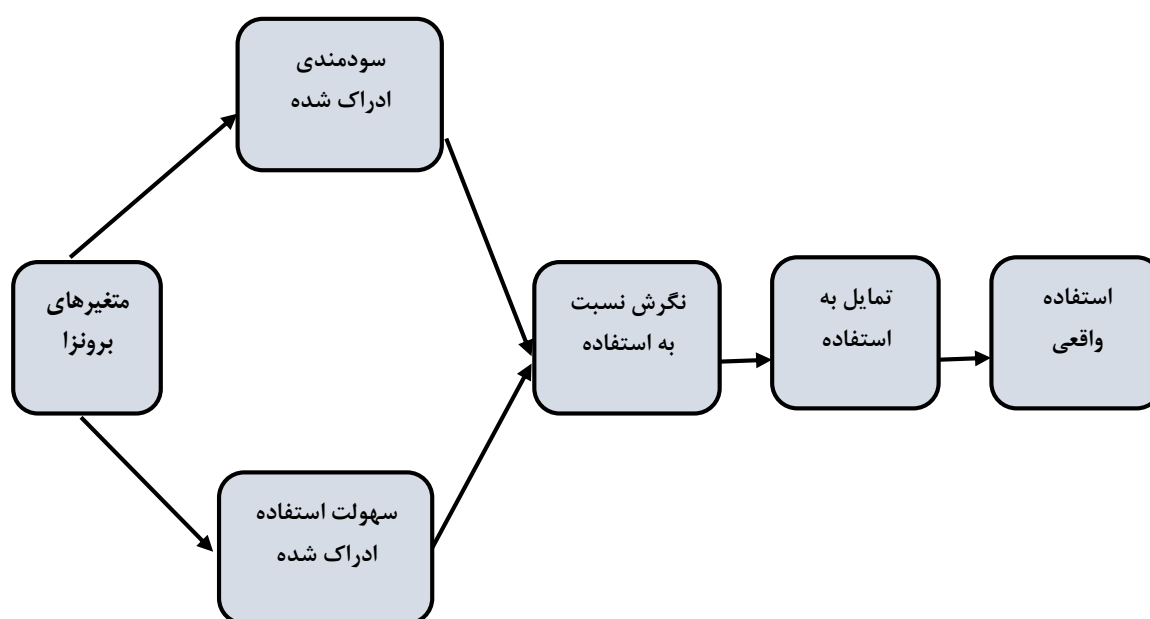 سودمندی
ادراک شده
متغیرهای
برونزا
نگرش نسبت
به استفاده
تمایل به
استفاده
استفاده
واقعی
سهولت استفاده
ادراک شده